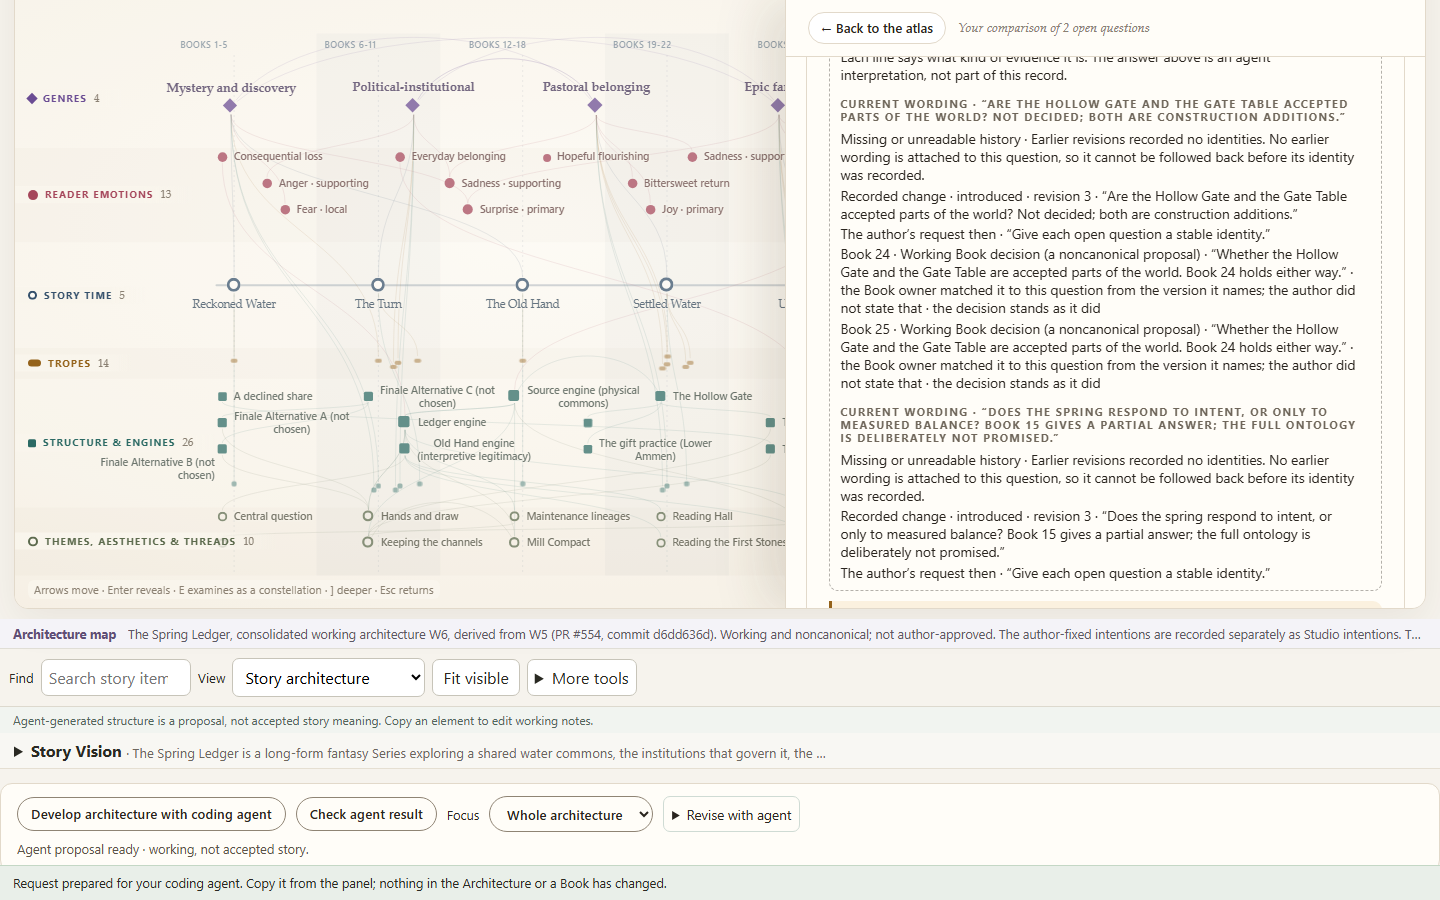 BOOKS 1-5
BOOKS 6-11
BOOKS 12-18
BOOKS 19-22
BOOKS
GENRES 4
Mystery and discovery
Political-institutional
Pastoral belonging
Epic fan
READER EMOTIONS 13
Consequential loss
Everyday belonging
Hopeful flourishing
Sadness · suppor
Anger · supporting
Sadness · supporting
Bittersweet return
Fear · local
Surprise · primary
Joy · primary
STORY TIME 5
Reckoned Water
The Turn
The Old Hand
Settled Water
U
TROPES 14
STRUCTURE & ENGINES 26
A declined share
Finale Alternative C (not
chosen)
Source engine (physical
commons)
The Hollow Gate
Finale Alternative A (not
chosen)
Ledger engine
Old Hand engine
(interpretive legitimacy)
The gift practice (Lower
Ammen)
Finale Alternative B (not
chosen)
THEMES, AESTHETICS & THREADS 10
Central question
Hands and draw
Maintenance lineages
Reading Hall
Keeping the channels
Mill Compact
Reading the First Stones
Arrows move · Enter reveals · E examines as a constellation · ] deeper · Esc returns
← Back to the atlas
Your comparison of 2 open questions
Each line says what kind of evidence it is. The answer above is an agent
interpretation, not part of this record.
CURRENT WORDING · “ARE THE HOLLOW GATE AND THE GATE TABLE ACCEPTED
PARTS OF THE WORLD? NOT DECIDED; BOTH ARE CONSTRUCTION ADDITIONS.”
Missing or unreadable history · Earlier revisions recorded no identities. No earlier
wording is attached to this question, so it cannot be followed back before its identity
was recorded.
Recorded change · introduced · revision 3 · “Are the Hollow Gate and the Gate Table
accepted parts of the world? Not decided; both are construction additions.”
The author’s request then · “Give each open question a stable identity.”
Book 24 · Working Book decision (a noncanonical proposal) · “Whether the Hollow
Gate and the Gate Table are accepted parts of the world. Book 24 holds either way.” ·
the Book owner matched it to this question from the version it names; the author did
not state that · the decision stands as it did
Book 25 · Working Book decision (a noncanonical proposal) · “Whether the Hollow
Gate and the Gate Table are accepted parts of the world. Book 24 holds either way.” ·
the Book owner matched it to this question from the version it names; the author did
not state that · the decision stands as it did
CURRENT WORDING · “DOES THE SPRING RESPOND TO INTENT, OR ONLY TO
MEASURED BALANCE? BOOK 15 GIVES A PARTIAL ANSWER; THE FULL ONTOLOGY
IS DELIBERATELY NOT PROMISED.”
Missing or unreadable history · Earlier revisions recorded no identities. No earlier
wording is attached to this question, so it cannot be followed back before its identity
was recorded.
Recorded change · introduced · revision 3 · “Does the spring respond to intent, or
only to measured balance? Book 15 gives a partial answer; the full ontology is
deliberately not promised.”
The author’s request then · “Give each open question a stable identity.”
Architecture map The Spring Ledger, consolidated working architecture W6, derived from W5 (PR #554, commit d6dd636d). Working and noncanonical; not author-approved. The author-fixed intentions are recorded separately as Studio intentions. T...
Find Search story item View Story architecture Fit visible ▶ More tools
Agent-generated structure is a proposal, not accepted story meaning. Copy an element to edit working notes.
▶ Story Vision · The Spring Ledger is a long-form fantasy Series exploring a shared water commons, the institutions that govern it, the ...
Develop architecture with coding agent Check agent result Focus Whole architecture ▶ Revise with agent
Agent proposal ready · working, not accepted story.
Request prepared for your coding agent. Copy it from the panel; nothing in the Architecture or a Book has changed.